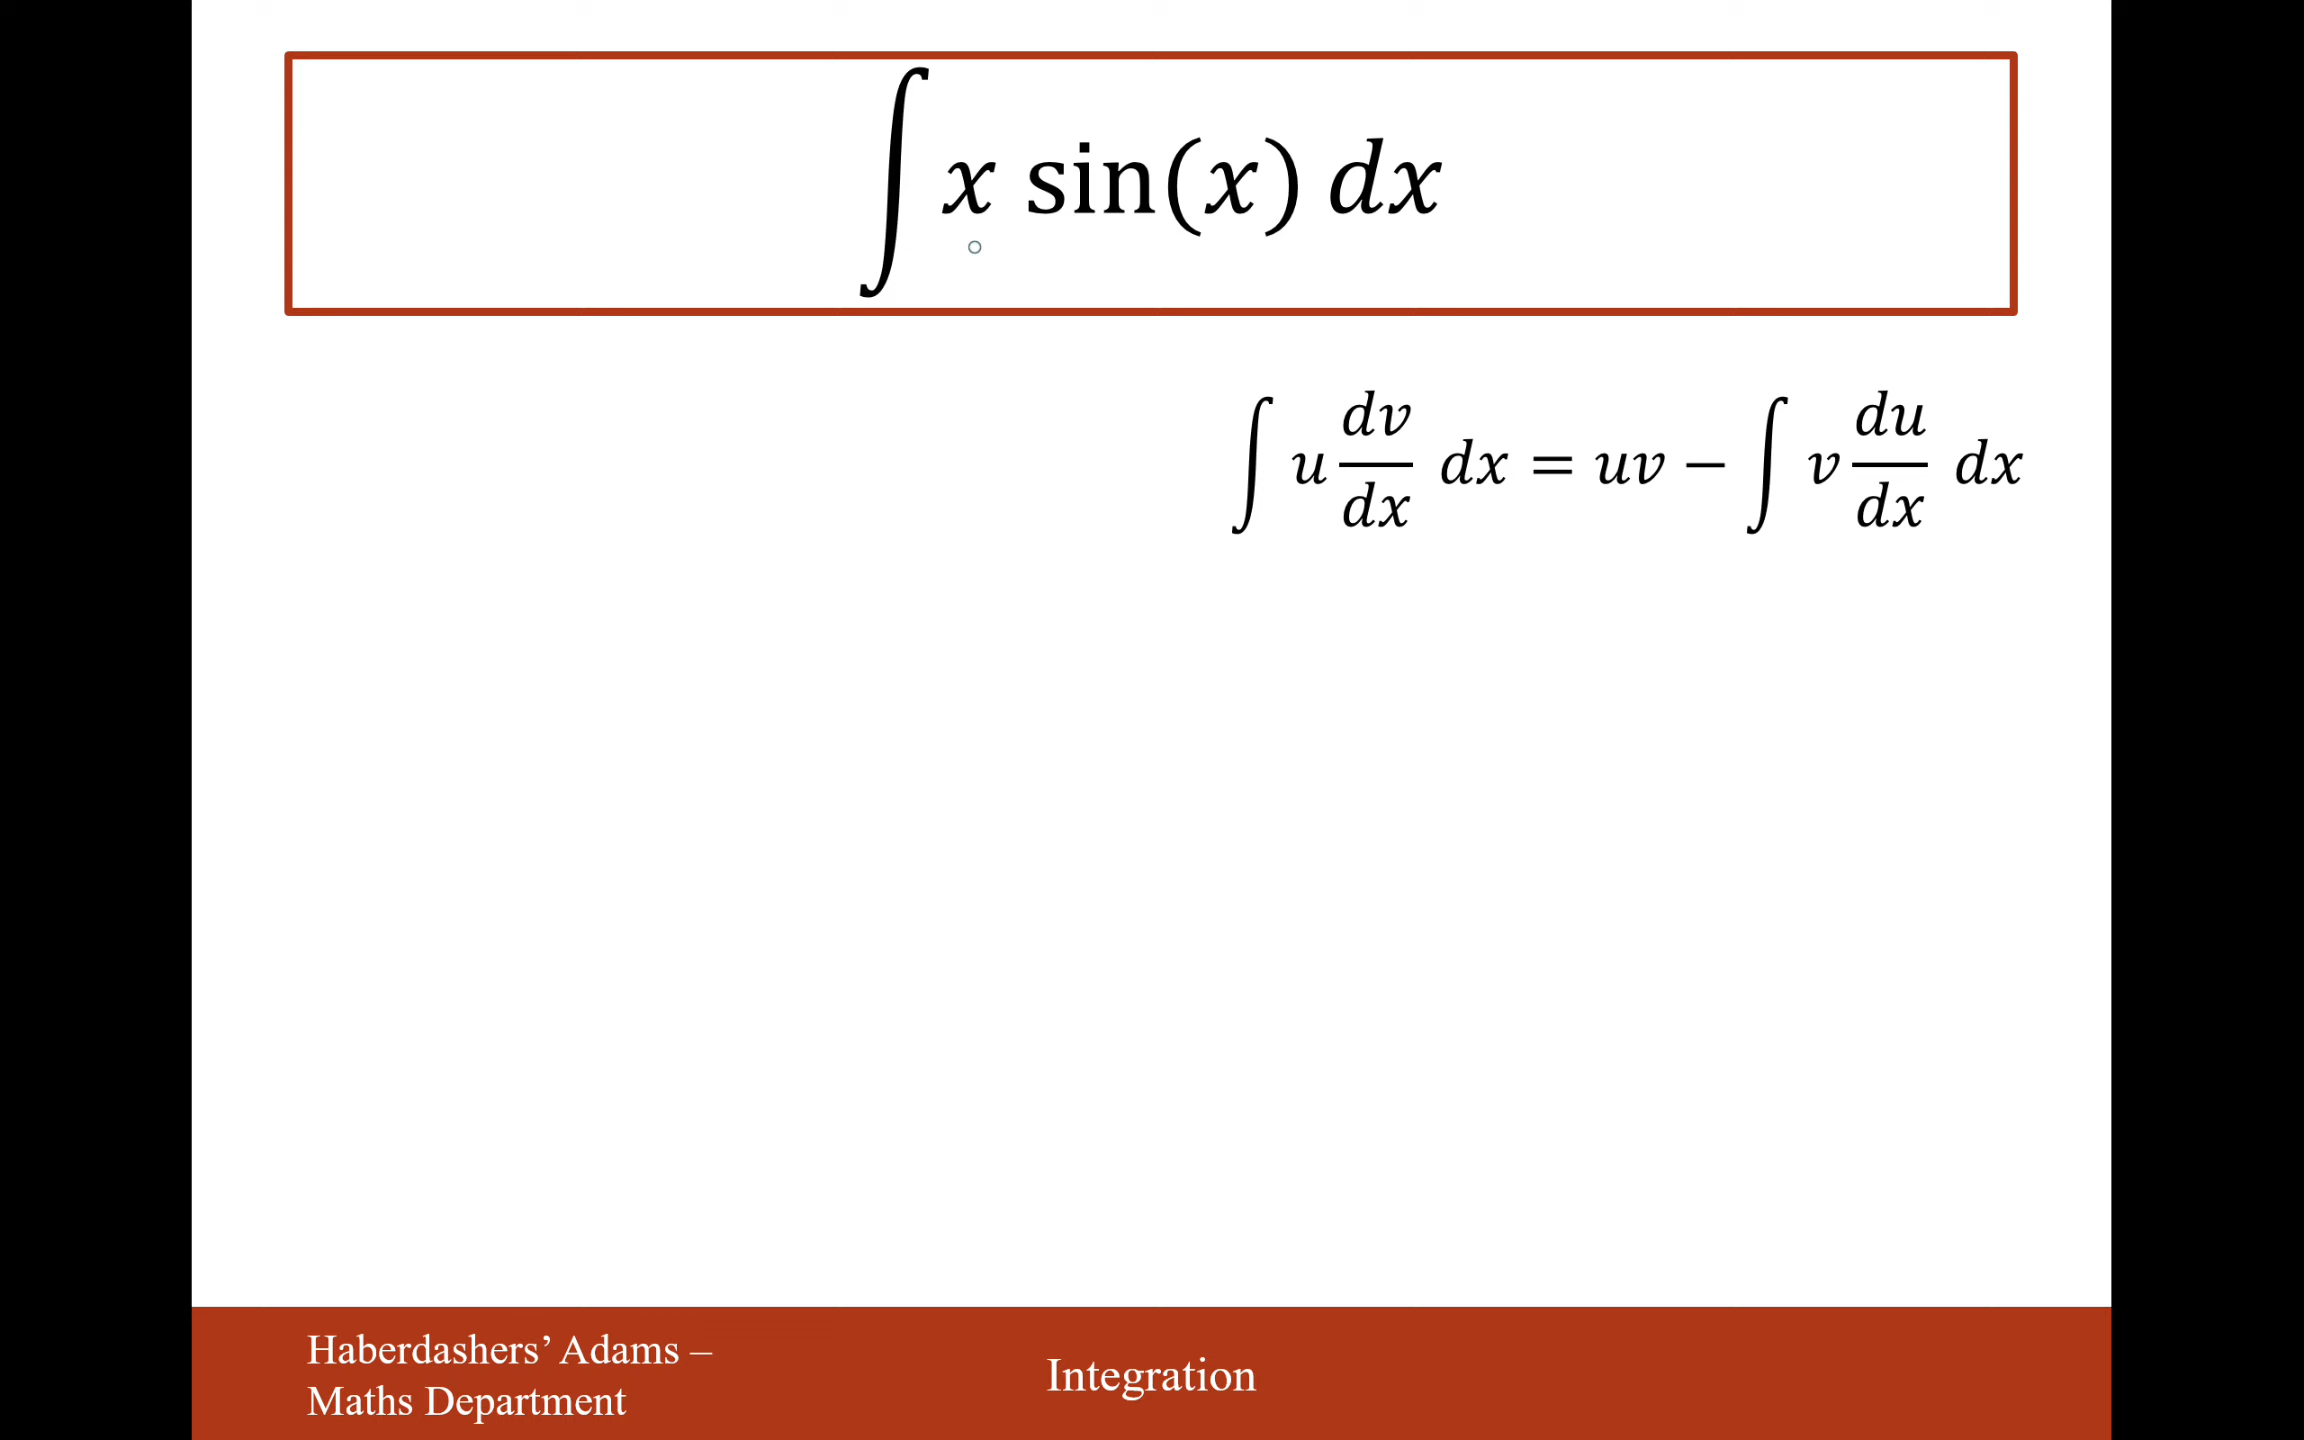 ∫ x sin(x) dx
∫ u dv/dx dx = uv − ∫ v du/dx dx
Haberdashers’ Adams –
Maths Department
Integration